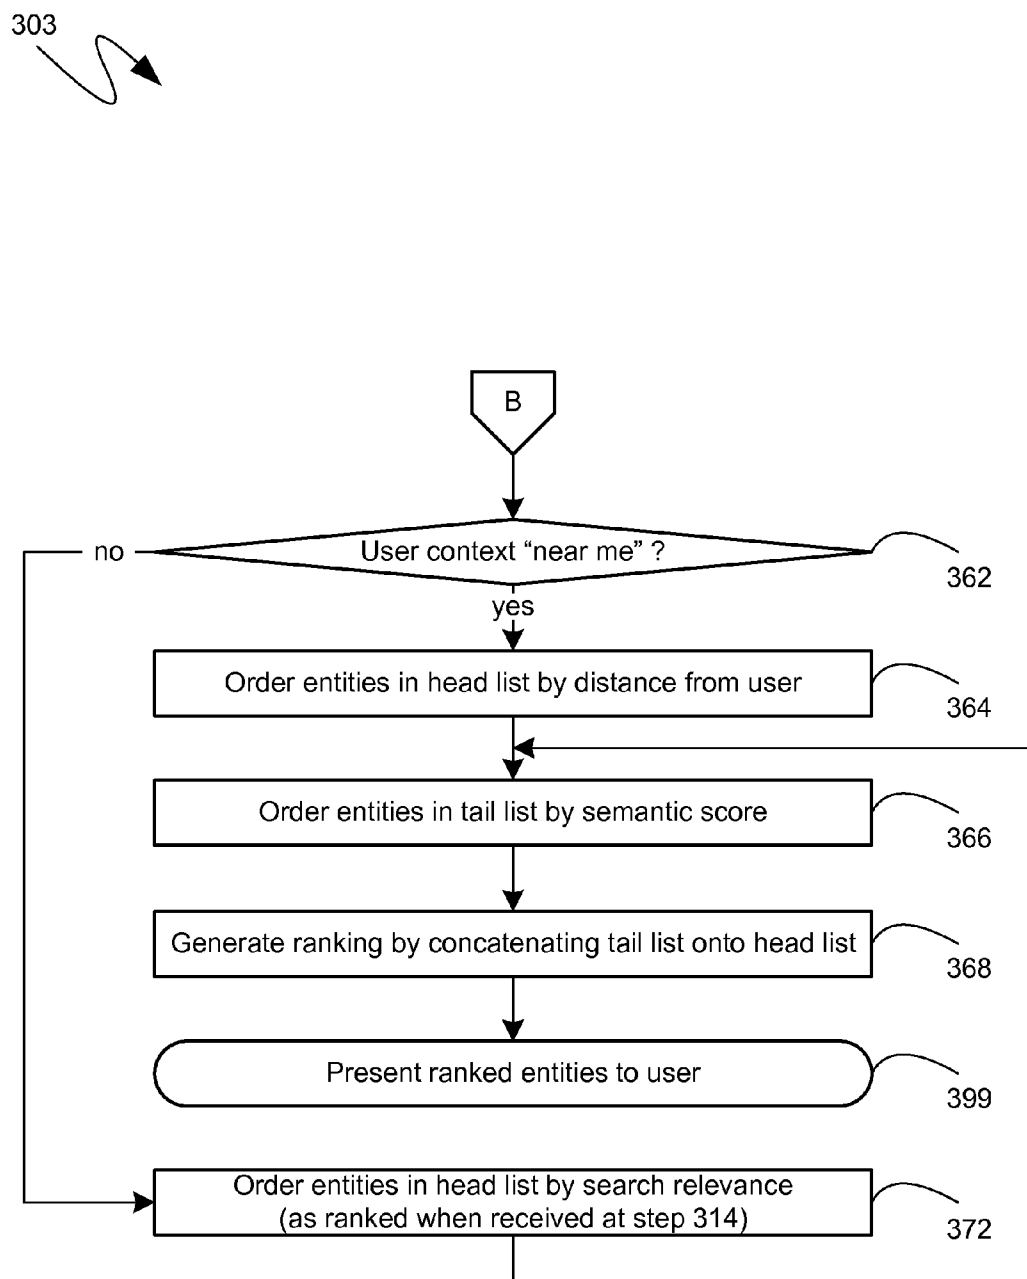 303
B
User context “near me” ?
no
362
yes
Order entities in head list by distance from user
364
Order entities in tail list by semantic score
366
Generate ranking by concatenating tail list onto head list
368
Present ranked entities to user
399
Order entities in head list by search relevance
(as ranked when received at step 314)
372